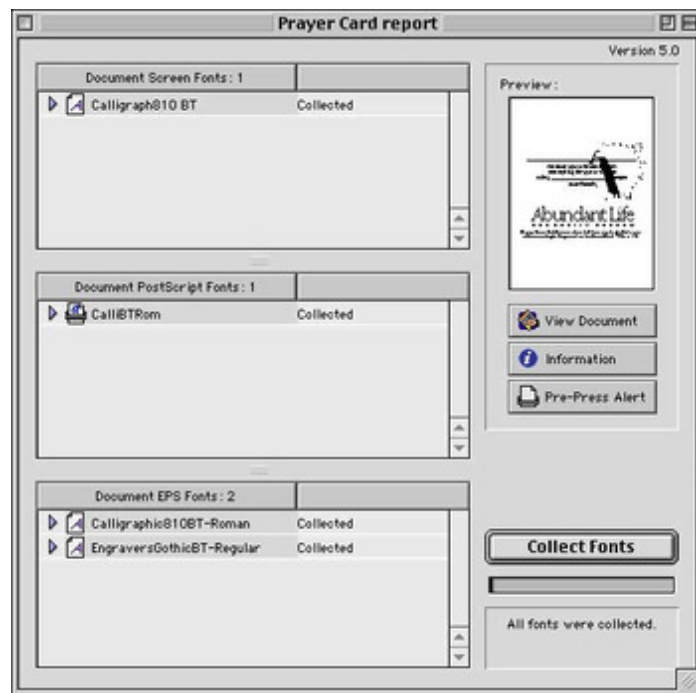 Prayer Card report
Version 5.0
Document Screen Fonts: 1
Calligraph810 BT Collected
Document PostScript Fonts: 1
CalliBTRom Collected
Document EPS Fonts: 2
Calligraphic810BT-Roman Collected
EngraversGothicBT-Regular Collected
Preview:
Abundant Life
View Document
Information
Pre-Press Alert
Collect Fonts
All fonts were collected.